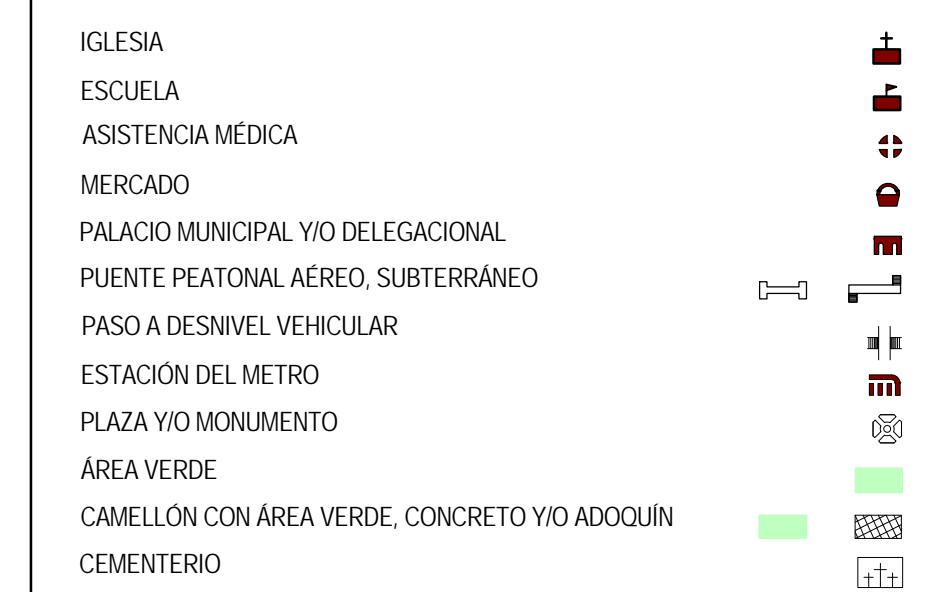 IGLESIA
ESCUELA
ASISTENCIA MÉDICA
MERCADO
PALACIO MUNICIPAL Y/O DELEGACIONAL
PUENTE PEATONAL AÉREO, SUBTERRÁNEO
PASO A DESNIVEL VEHICULAR
ESTACIÓN DEL METRO
PLAZA Y/O MONUMENTO
ÁREA VERDE
CAMELLÓN CON ÁREA VERDE, CONCRETO Y/O ADOQUÍN
CEMENTERIO